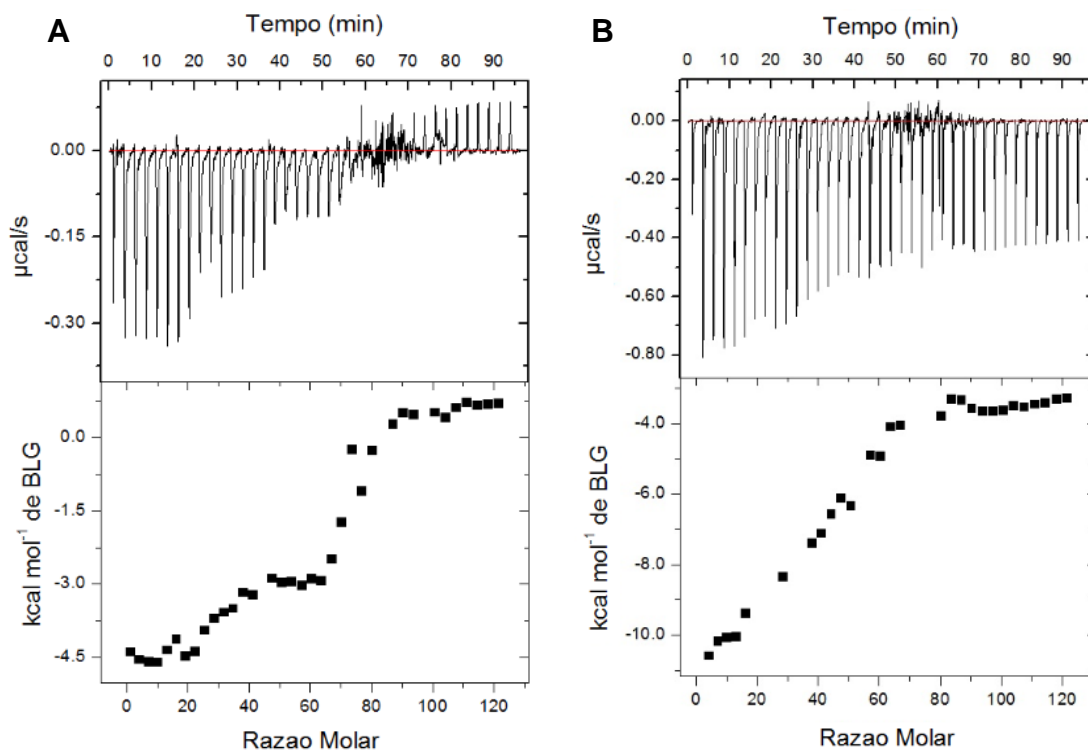 A
Tempo (min)
0 10 20 30 40 50 60 70 80 90
0.00
-0.15
-0.30
µcal/s
0.0
-1.5
-3.0
-4.5
kcal mol⁻¹ de BLG
0 20 40 60 80 100 120
Razao Molar
B
Tempo (min)
0 10 20 30 40 50 60 70 80 90
0.00
-0.20
-0.40
-0.60
-0.80
µcal/s
-4.0
-6.0
-8.0
-10.0
kcal mol⁻¹ de BLG
0 20 40 60 80 100 120
Razao Molar